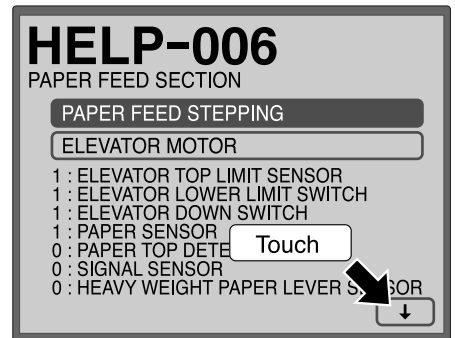 HELP-006
PAPER FEED SECTION
PAPER FEED STEPPING
ELEVATOR MOTOR
1 : ELEVATOR TOP LIMIT SENSOR
1 : ELEVATOR LOWER LIMIT SWITCH
1 : ELEVATOR DOWN SWITCH
1 : PAPER SENSOR
0 : PAPER TOP
Touch
0 : SIGNAL SENSOR
0 : HEAVY WEIGHT PAPER LEVER
↓